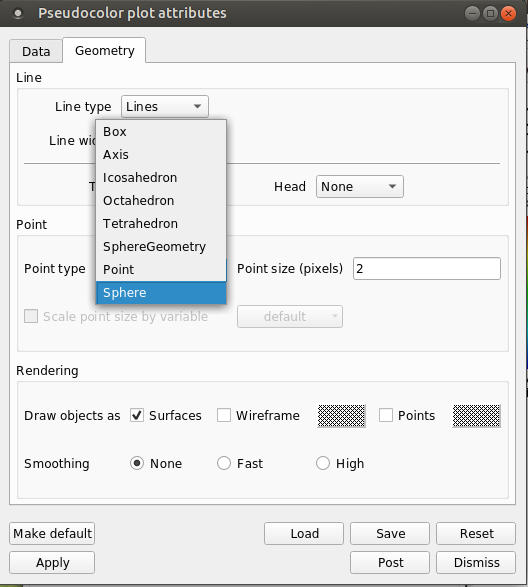 Pseudocolor plot attributes
Data Geometry
Line
Line type Lines
Line wid
Box
Axis
Icosahedron
Octahedron
T Head None
Tetrahedron
Point
SphereGeometry
Point type Point Point size (pixels) 2
Sphere
Scale point size by variable default
Rendering
Draw objects as Surfaces Wireframe Points
Smoothing None Fast High
Make default Load Save Reset
Apply Post Dismiss